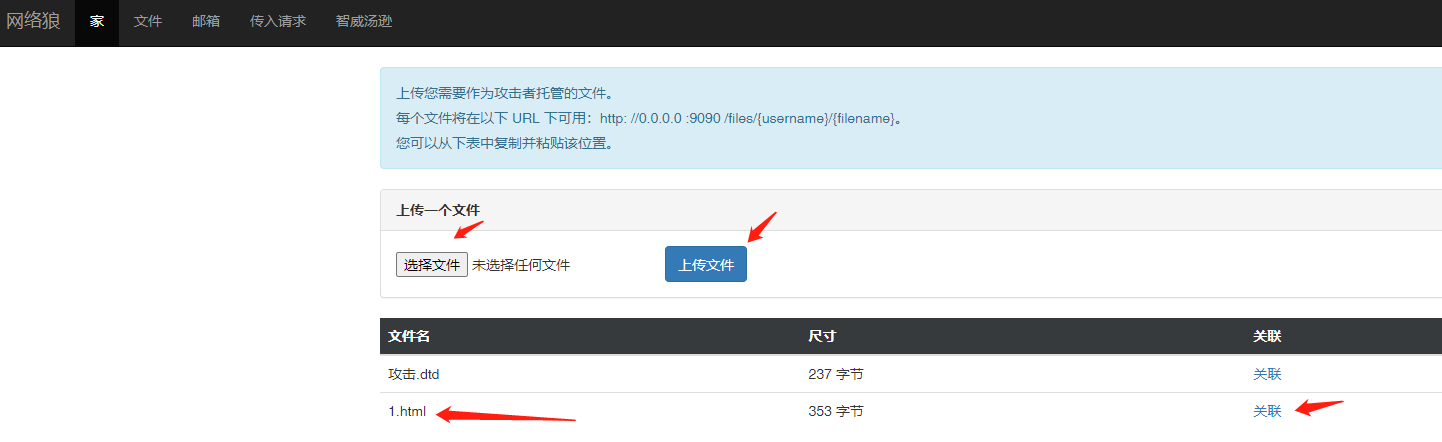 网络狼 家 文件 邮箱 传入请求 智威汤逊
上传您需要作为攻击者托管的文件。
每个文件将在以下 URL 下可用：http: //0.0.0.0 :9090 /files/{username}/{filename}。
您可以从下表中复制并粘贴该位置。
上传一个文件
选择文件 未选择任何文件 上传文件
文件名 尺寸 关联
攻击.dtd 237 字节 关联
1.html 353 字节 关联